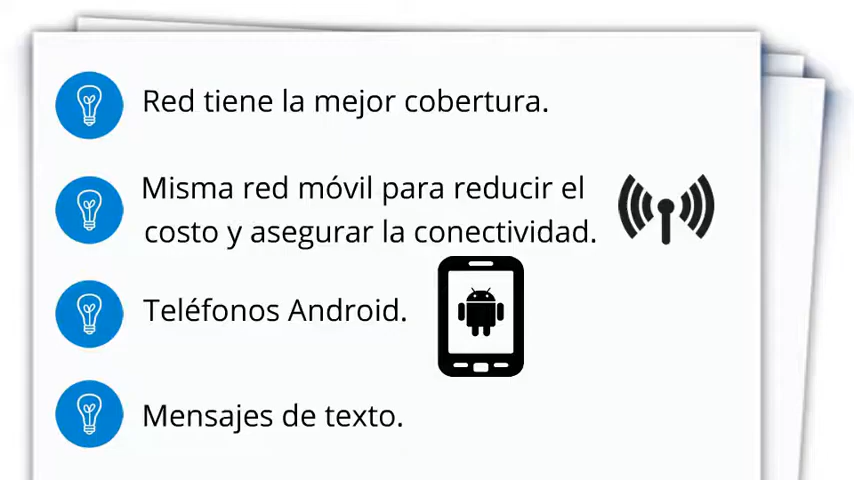 Red tiene la mejor cobertura.
Misma red móvil para reducir el
costo y asegurar la conectividad.
Teléfonos Android.
Mensajes de texto.